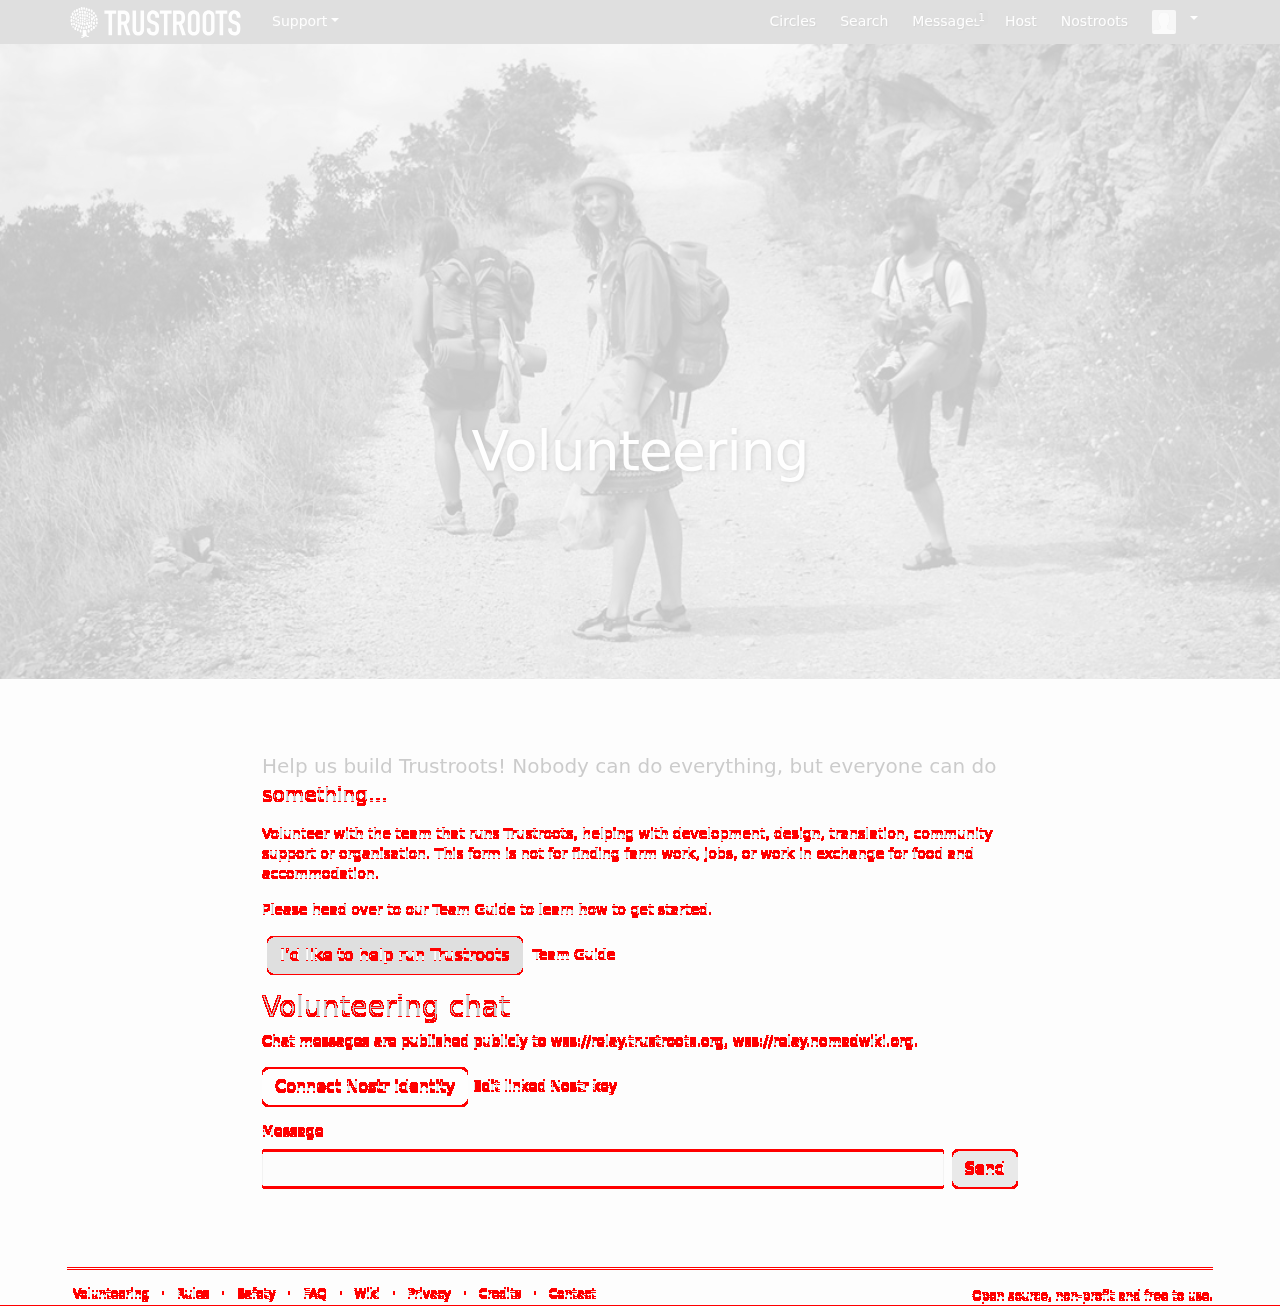 TRUSTROOTS Support Circles Search Messages 1 Host Nostroots
Volunteering
Help us build Trustroots! Nobody can do everything, but everyone can do
something...
Volunteer with the team that runs Trustroots, helping with development, design, translation, community
support or organisation. This form is not for finding farm work, jobs, or work in exchange for food and
accommodation.
Please head over to our Team Guide to learn how to get started.
I'd like to help run Trustroots Team Guide
Volunteering chat
Chat messages are published publicly to wss://relay.trustroots.org, wss://relay.nomadwiki.org.
Connect Nostr identity Edit linked Nostr key
Message
Send
Volunteering · Rules · Safety · FAQ · Wiki · Privacy · Credits · Contact
Open source, non-profit and free to use.